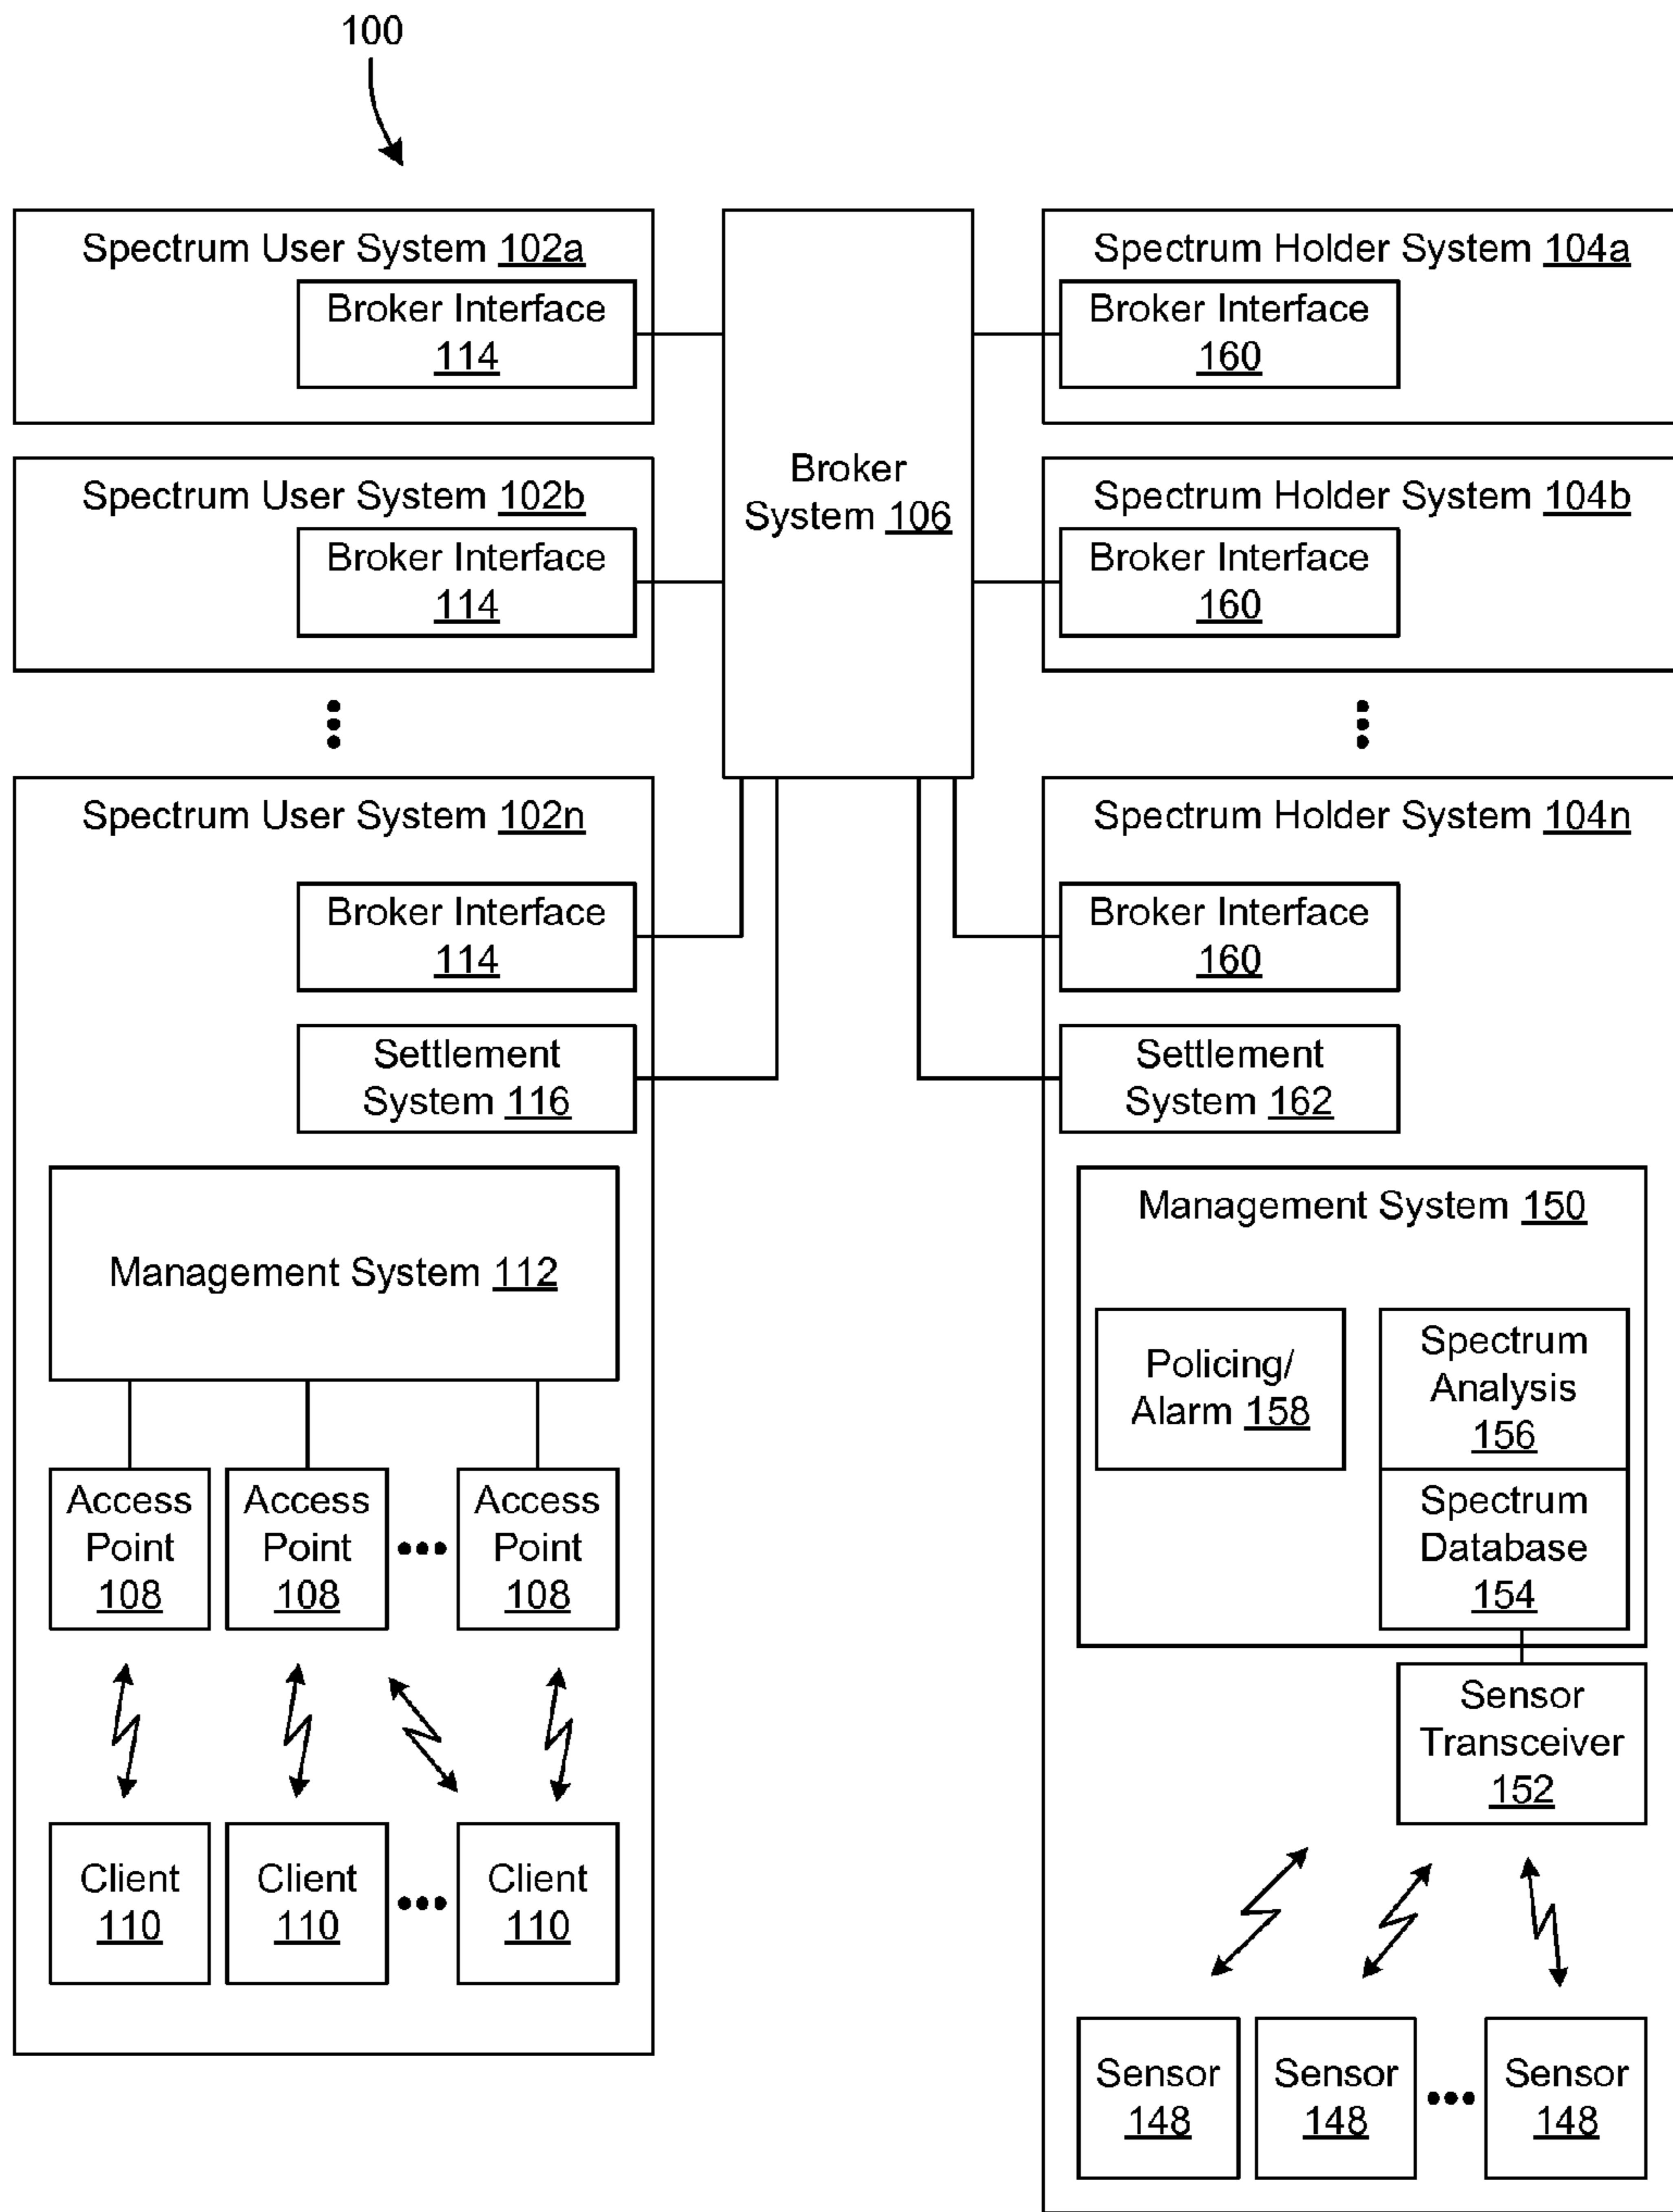 100
Spectrum User System 102a
Broker Interface
114
Spectrum User System 102b
Broker Interface
114
Broker
System 106
Spectrum Holder System 104a
Broker Interface
160
Spectrum Holder System 104b
Broker Interface
160
Spectrum User System 102n
Broker Interface
114
Settlement
System 116
Management System 112
Access
Point
108
Access
Point
108
Access
Point
108
Client
110
Client
110
Client
110
Spectrum Holder System 104n
Broker Interface
160
Settlement
System 162
Management System 150
Policing/
Alarm 158
Spectrum
Analysis
156
Spectrum
Database
154
Sensor
Transceiver
152
Sensor
148
Sensor
148
Sensor
148